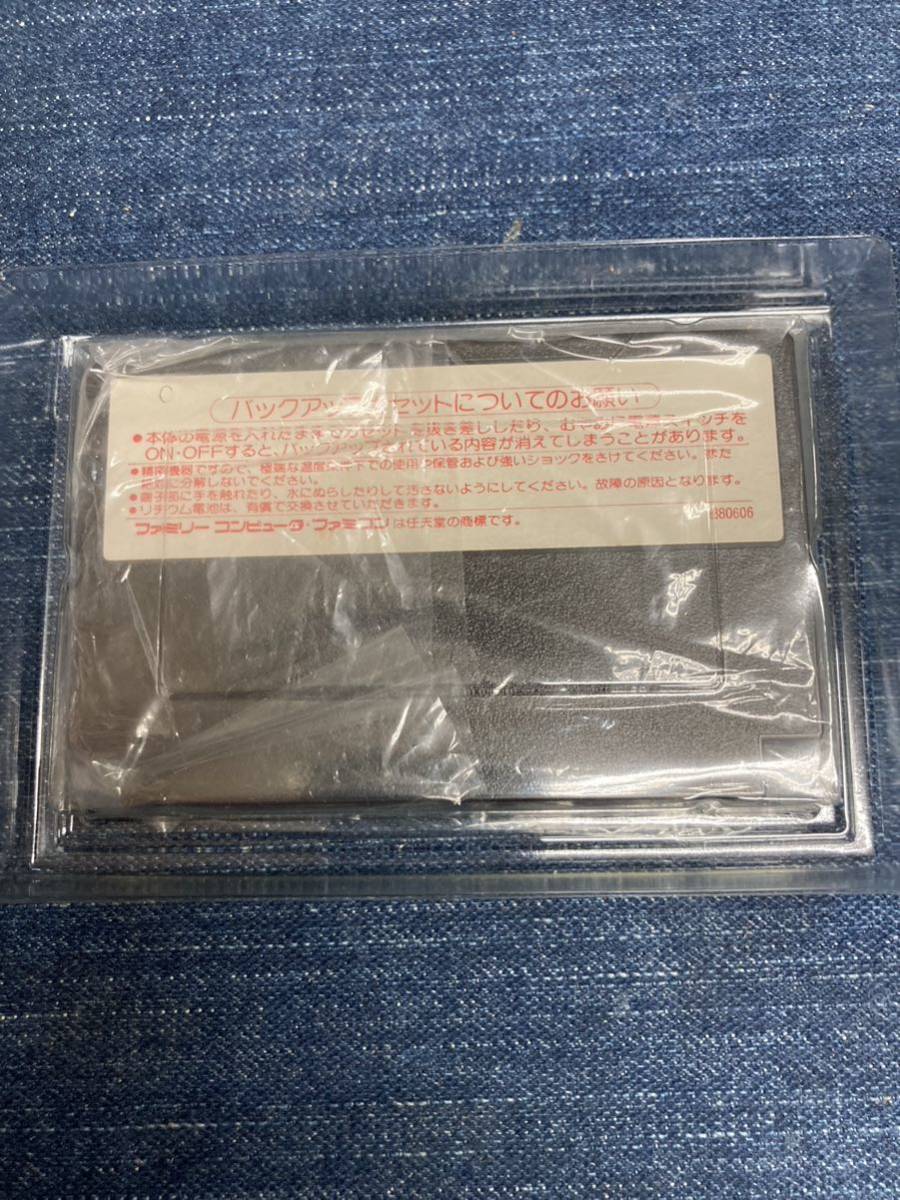 バックアップカセットについてのお願い
●本体の電源を入れたままでカセットを抜き差ししたり、むやみに電源スイッチを
ON・OFFすると、バックアップされている内容が消えてしまうことがあります。
●精密機器ですので、極端な温度条件下での使用や保管および強いショックをさけてください。また
絶対に分解しないでください。
●端子部に手を触れたり、水にぬらしたりして汚さないようにしてください。故障の原因となります。
●リチウム電池は、有償で交換させていただきます。
ファミリーコンピュータ・ファミコンは任天堂の商標です。
880606